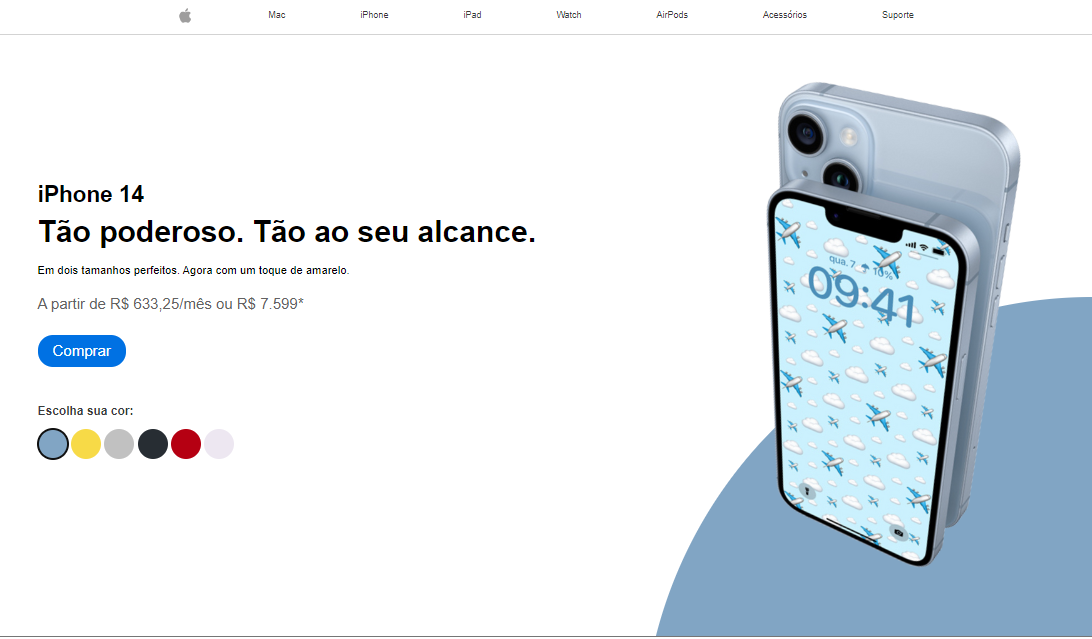 Mac iPhone iPad Watch AirPods Acessórios Suporte
iPhone 14
Tão poderoso. Tão ao seu alcance.
Em dois tamanhos perfeitos. Agora com um toque de amarelo.
A partir de R$ 633,25/mês ou R$ 7.599*
Comprar
Escolha sua cor:
qua. 7 10%
09:41